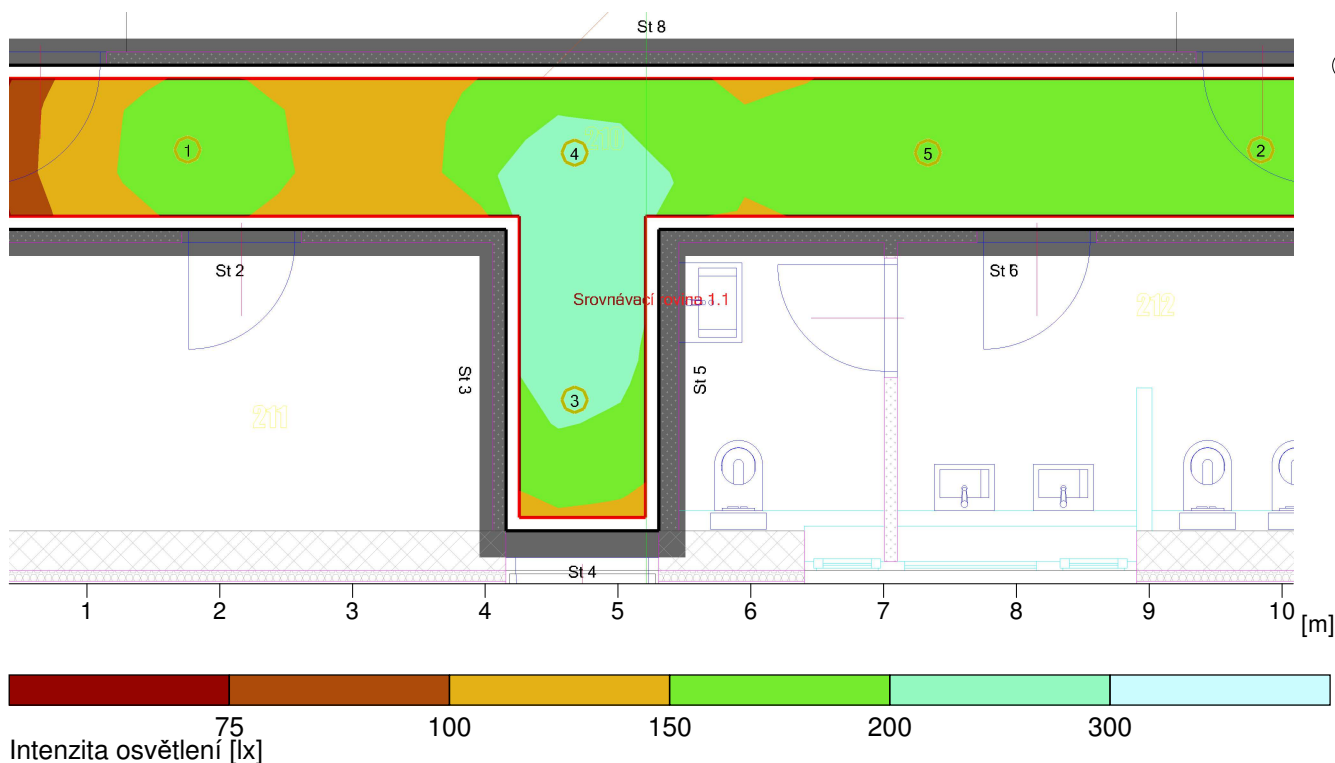 St 8
1
4
5
2
St 2
St 6
Srovnávací rovina 1.1
212
St 3
St 5
3
211
St 4
1 2 3 4 5 6 7 8 9 10
[m]
75 100 150 200 300
Intenzita osvětlení [lx]